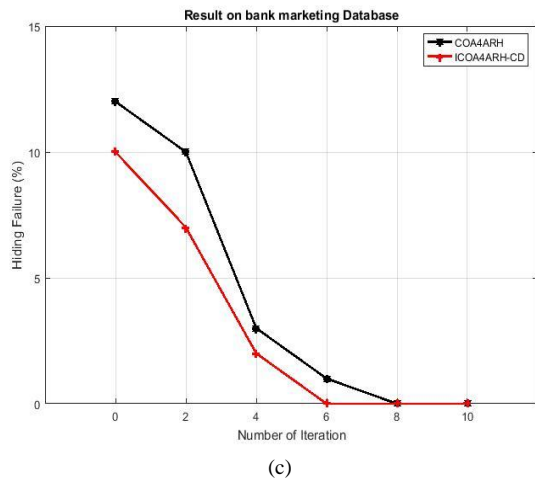 Result on bank marketing Database
15
COA4ARH
ICOA4ARH-CD
10
Hiding Failure (%)
5
0
0 2 4 6 8 10
Number of Iteration
(c)